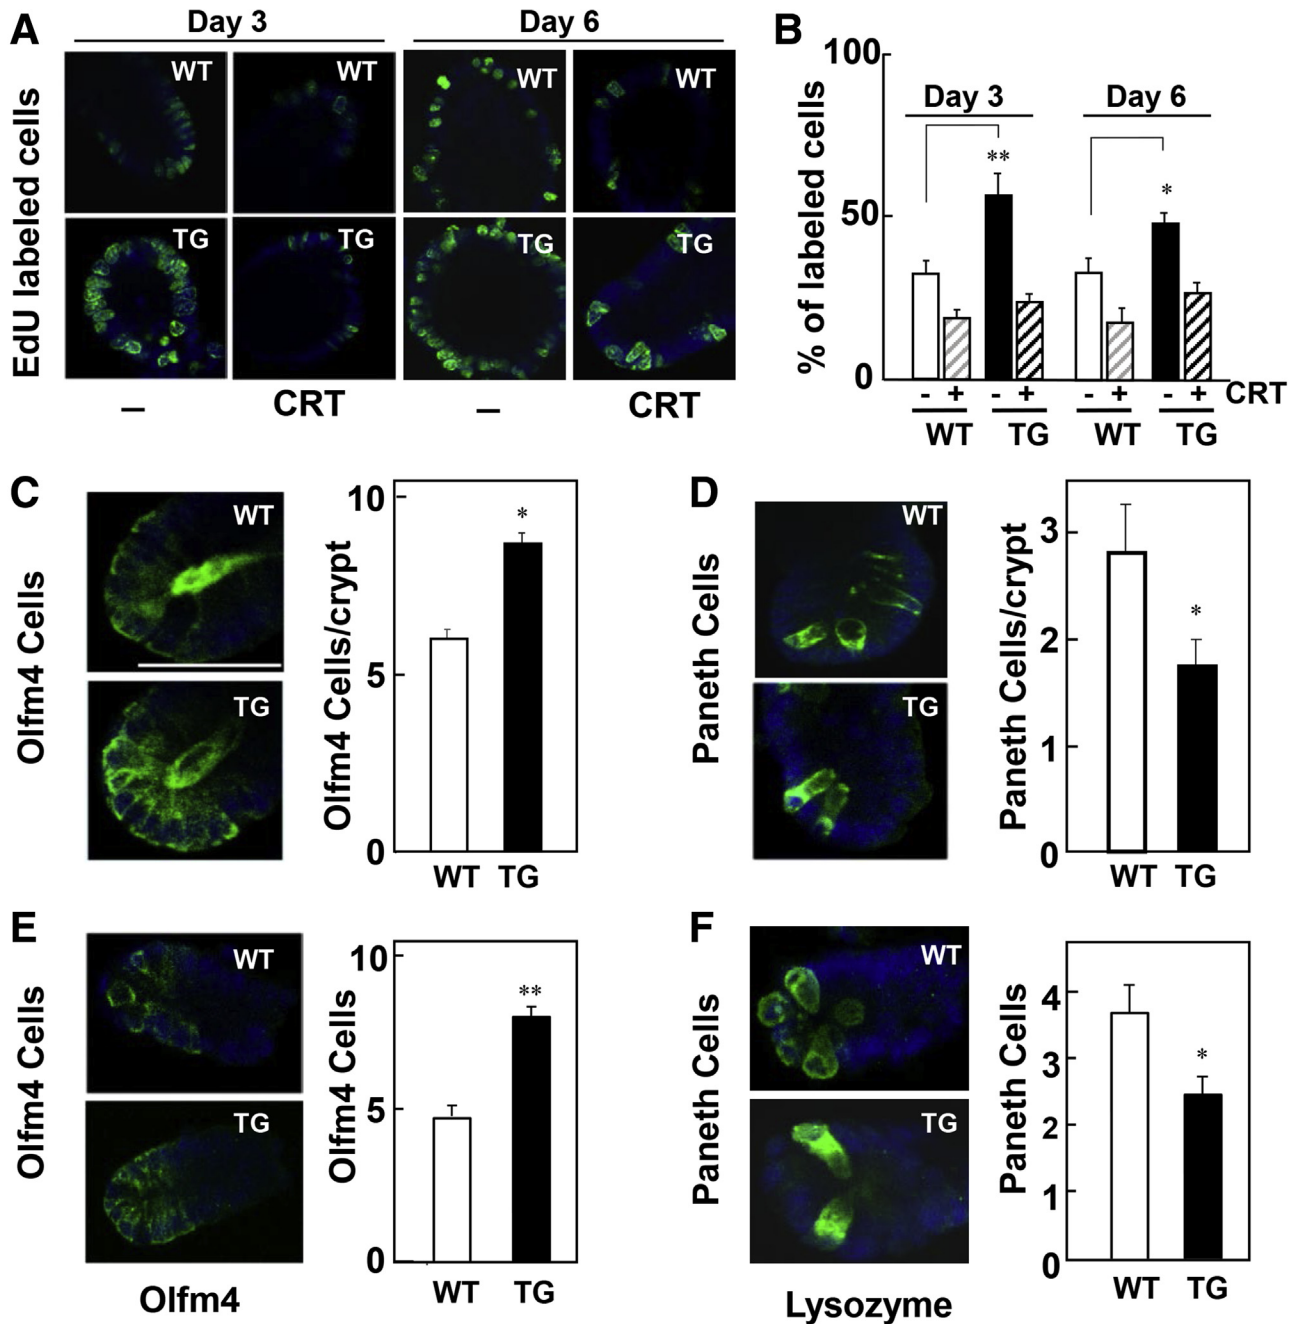 A
Day 3
Day 6
EdU labeled cells
WT
WT
WT
WT
TG
TG
TG
TG
–
CRT
–
CRT
B
% of labeled cells
100
50
0
Day 3
Day 6
**
*
- + - + - + - + CRT
WT TG WT TG
C
Olfm4 Cells
WT
TG
Olfm4 Cells/crypt
10
5
0
*
WT TG
D
Paneth Cells
WT
TG
Paneth Cells/crypt
3
2
1
0
*
WT TG
E
Olfm4 Cells
WT
TG
Olfm4
Olfm4 Cells
10
5
0
**
WT TG
F
Paneth Cells
WT
TG
Lysozyme
Paneth Cells
4
3
2
1
0
*
WT TG